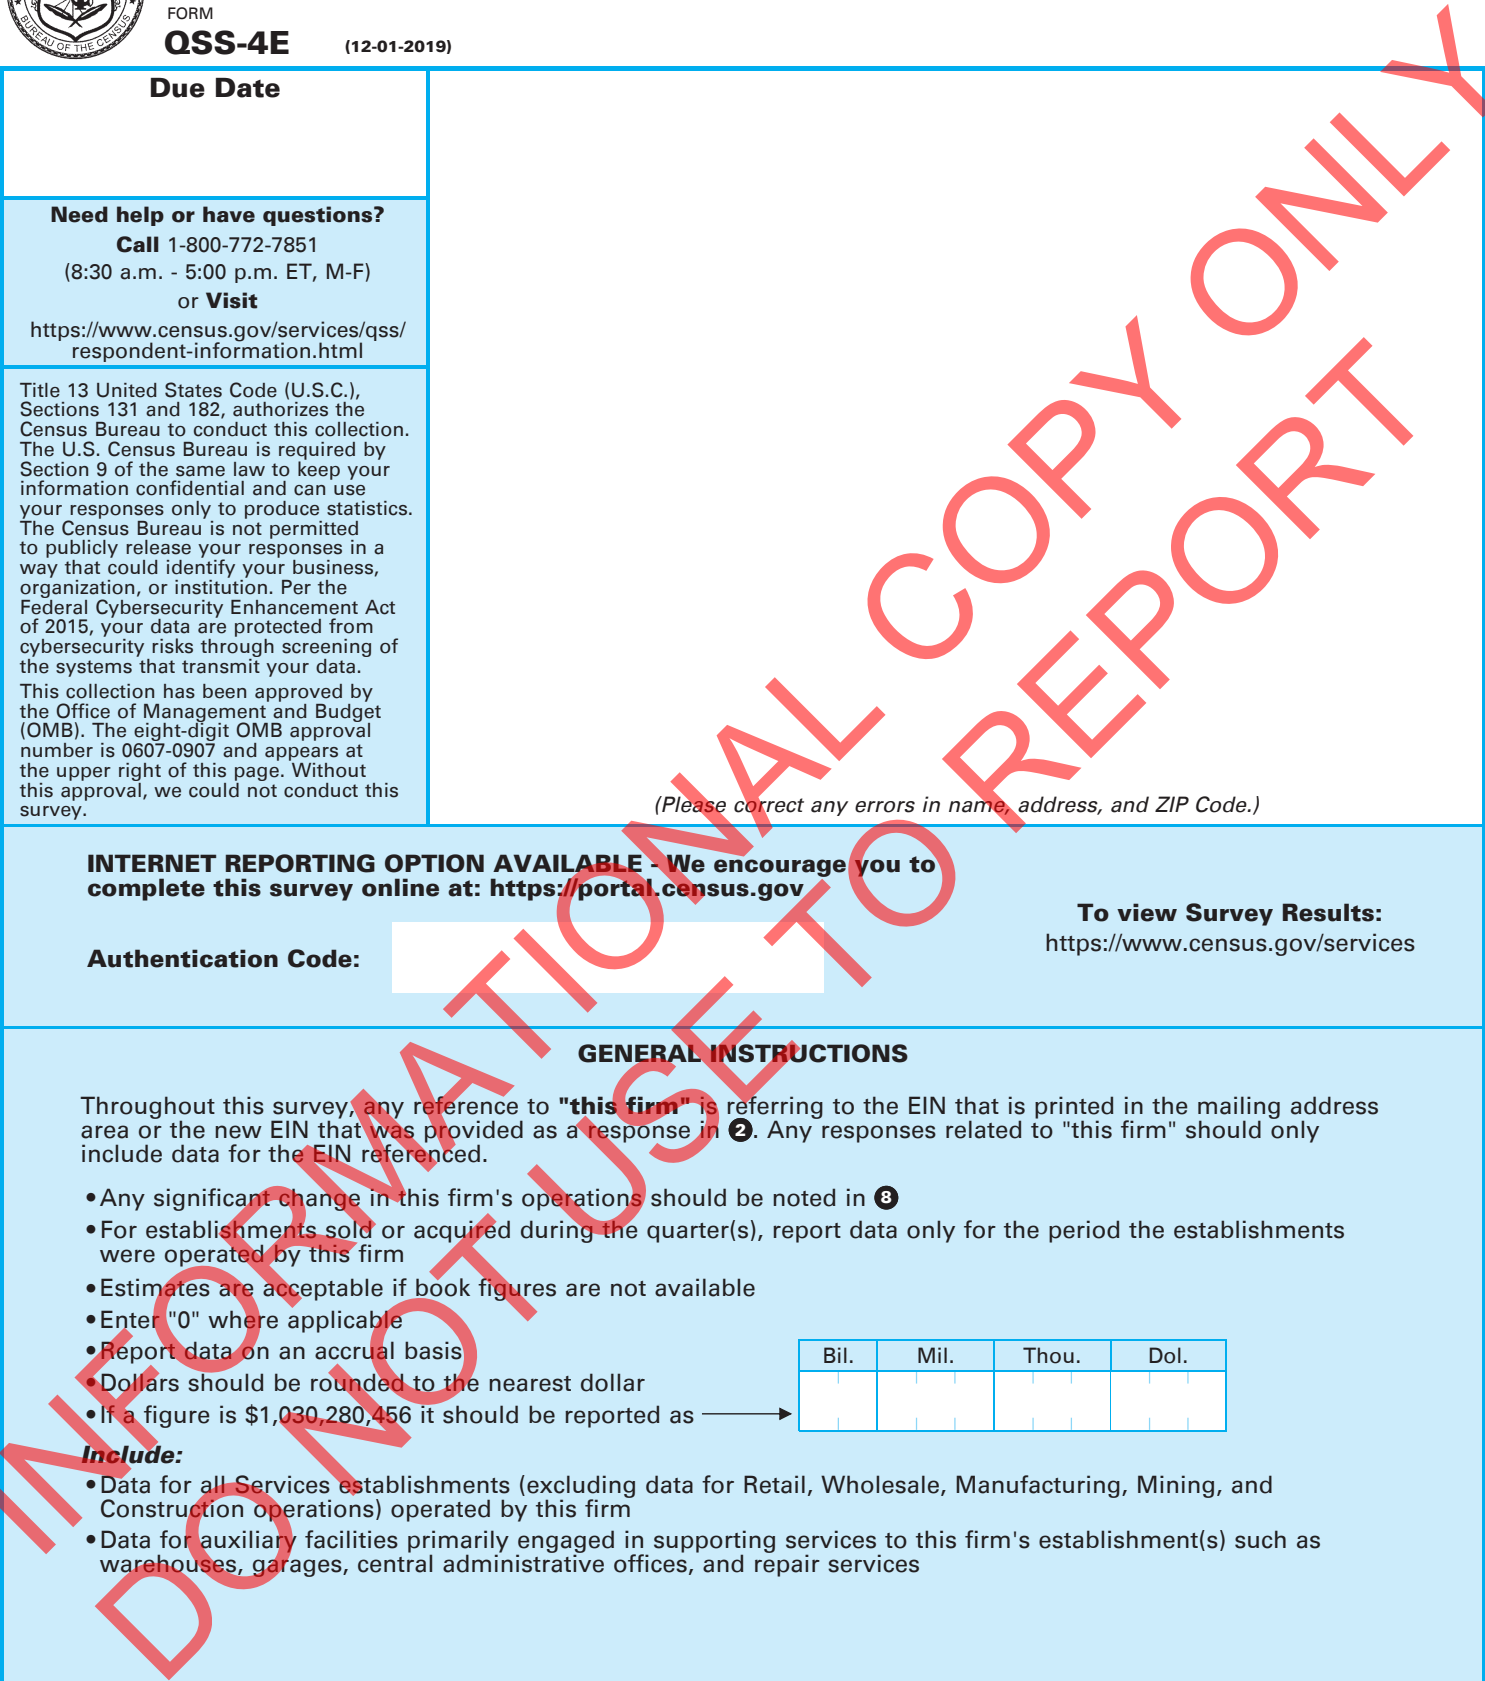 BUREAU OF THE CENSUS
FORM
QSS-4E (12-01-2019)
Due Date
Need help or have questions?
Call 1-800-772-7851
(8:30 a.m. - 5:00 p.m. ET, M-F)
or Visit
https://www.census.gov/services/qss/
respondent-information.html
Title 13 United States Code (U.S.C.),
Sections 131 and 182, authorizes the
Census Bureau to conduct this collection.
The U.S. Census Bureau is required by
Section 9 of the same law to keep your
information confidential and can use
your responses only to produce statistics.
The Census Bureau is not permitted
to publicly release your responses in a
way that could identify your business,
organization, or institution. Per the
Federal Cybersecurity Enhancement Act
of 2015, your data are protected from
cybersecurity risks through screening of
the systems that transmit your data.
This collection has been approved by
the Office of Management and Budget
(OMB). The eight-digit OMB approval
number is 0607-0907 and appears at
the upper right of this page. Without
this approval, we could not conduct this
survey.
(Please correct any errors in name, address, and ZIP Code.)
INTERNET REPORTING OPTION AVAILABLE - We encourage you to
complete this survey online at: https://portal.census.gov
Authentication Code:
To view Survey Results:
https://www.census.gov/services
GENERAL INSTRUCTIONS
Throughout this survey, any reference to "this firm" is referring to the EIN that is printed in the mailing address
area or the new EIN that was provided as a response in 2. Any responses related to "this firm" should only
include data for the EIN referenced.
• Any significant change in this firm's operations should be noted in 8
• For establishments sold or acquired during the quarter(s), report data only for the period the establishments
were operated by this firm
• Estimates are acceptable if book figures are not available
• Enter "0" where applicable
• Report data on an accrual basis
• Dollars should be rounded to the nearest dollar
• If a figure is $1,030,280,456 it should be reported as
Bil. Mil. Thou. Dol.
Include:
• Data for all Services establishments (excluding data for Retail, Wholesale, Manufacturing, Mining, and
Construction operations) operated by this firm
• Data for auxiliary facilities primarily engaged in supporting services to this firm's establishment(s) such as
warehouses, garages, central administrative offices, and repair services
INFORMATIONAL COPY ONLY
DO NOT USE TO REPORT